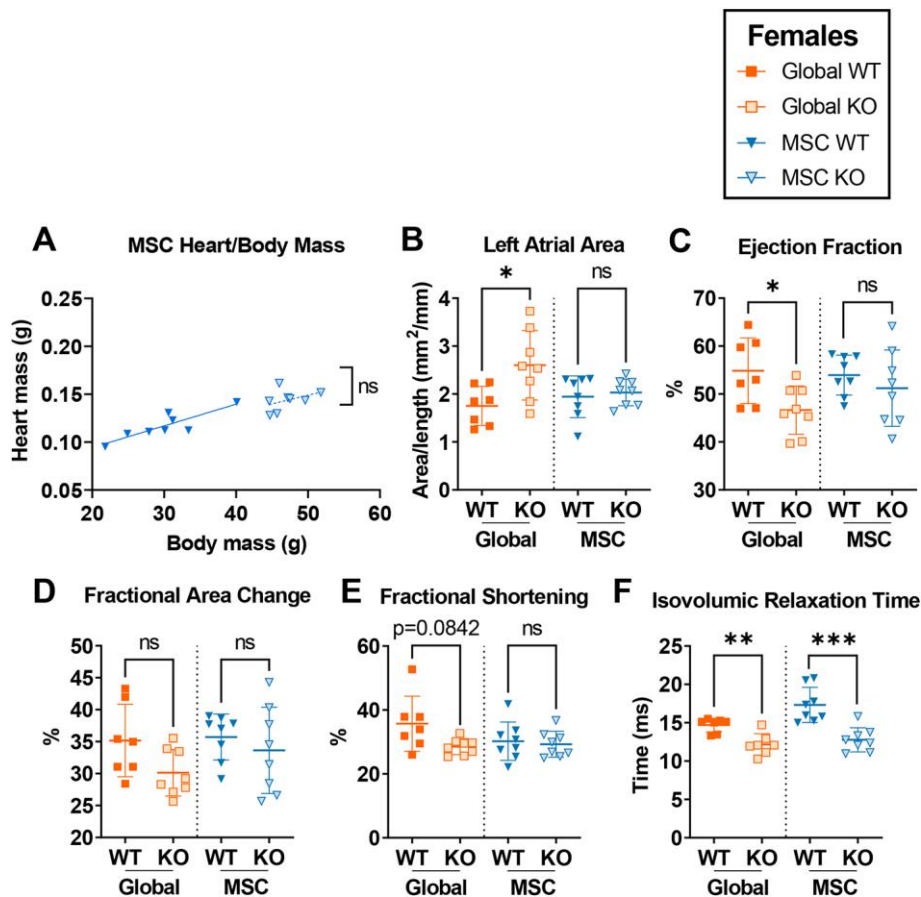 Females
Global WT
Global KO
MSC WT
MSC KO
A
MSC Heart/Body Mass
Heart mass (g)
0.25
0.20
0.15
0.10
0.05
20 30 40 50 60
Body mass (g)
ns
B
Left Atrial Area
Area/length (mm²/mm)
4
3
2
1
0
* ns
WT KO WT KO
Global MSC
C
Ejection Fraction
%
70
60
50
40
30
* ns
WT KO WT KO
Global MSC
D
Fractional Area Change
%
50
45
40
35
30
25
20
ns ns
WT KO WT KO
Global MSC
E
Fractional Shortening
%
60
40
20
0
p=0.0842 ns
WT KO WT KO
Global MSC
F
Isovolumic Relaxation Time
Time (ms)
25
20
15
10
5
0
** ***
WT KO WT KO
Global MSC